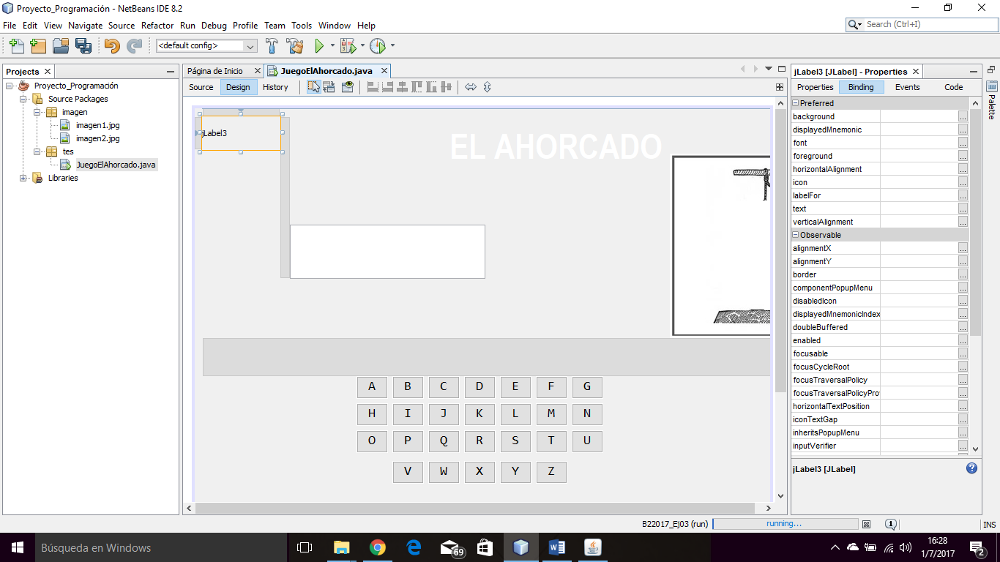 Proyecto_Programación - NetBeans IDE 8.2
File Edit View Navigate Source Refactor Run Debug Profile Team Tools Window Help
Search (Ctrl+I)
<default config>
Projects
Proyecto_Programación
Source Packages
imagen
imagen1.jpg
imagen2.jpg
tes
JuegoElAhorcado.java
Libraries
Página de Inicio
JuegoElAhorcado.java
Source Design History
jLabel3
EL AHORCADO
A B C D E F G
H I J K L M N
O P Q R S T U
V W X Y Z
jLabel3 [JLabel] - Properties
Properties Binding Events Code
Preferred
background
displayedMnemonic
font
foreground
horizontalAlignment
icon
labelFor
text
verticalAlignment
Observable
alignmentX
alignmentY
border
componentPopupMenu
disabledIcon
displayedMnemonicIndex
doubleBuffered
enabled
focusable
focusCycleRoot
focusTraversalPolicy
focusTraversalPolicyPro
horizontalTextPosition
iconTextGap
inheritsPopupMenu
inputVerifier
jLabel3 [JLabel]
Palette
B22017_Ej03 (run)
running...
1
INS
Búsqueda en Windows
69
16:28
1/7/2017
2